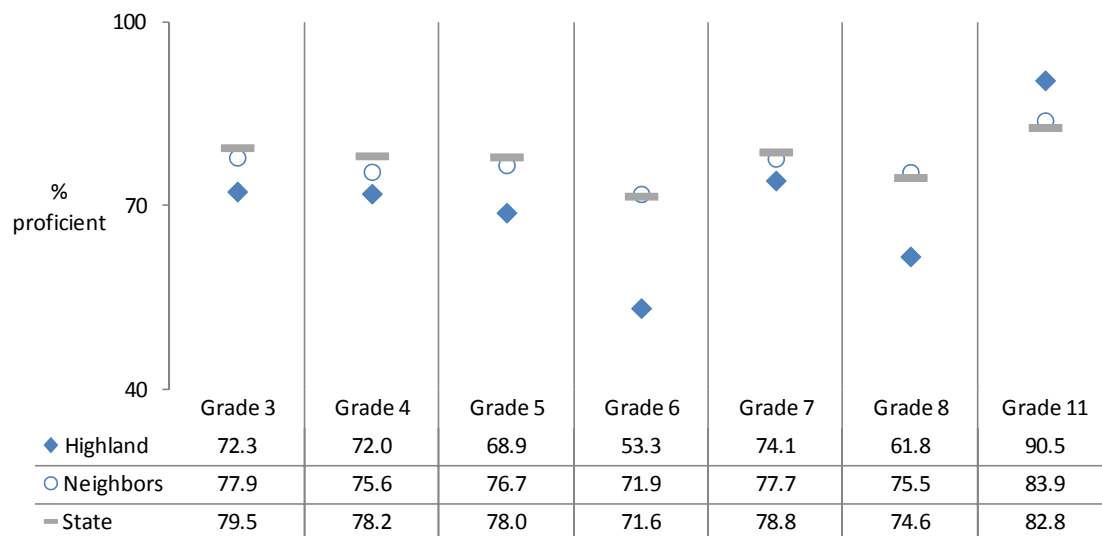 100
70
40
%
proficient
Grade 3 Grade 4 Grade 5 Grade 6 Grade 7 Grade 8 Grade 11
Highland 72.3 72.0 68.9 53.3 74.1 61.8 90.5
Neighbors 77.9 75.6 76.7 71.9 77.7 75.5 83.9
State 79.5 78.2 78.0 71.6 78.8 74.6 82.8